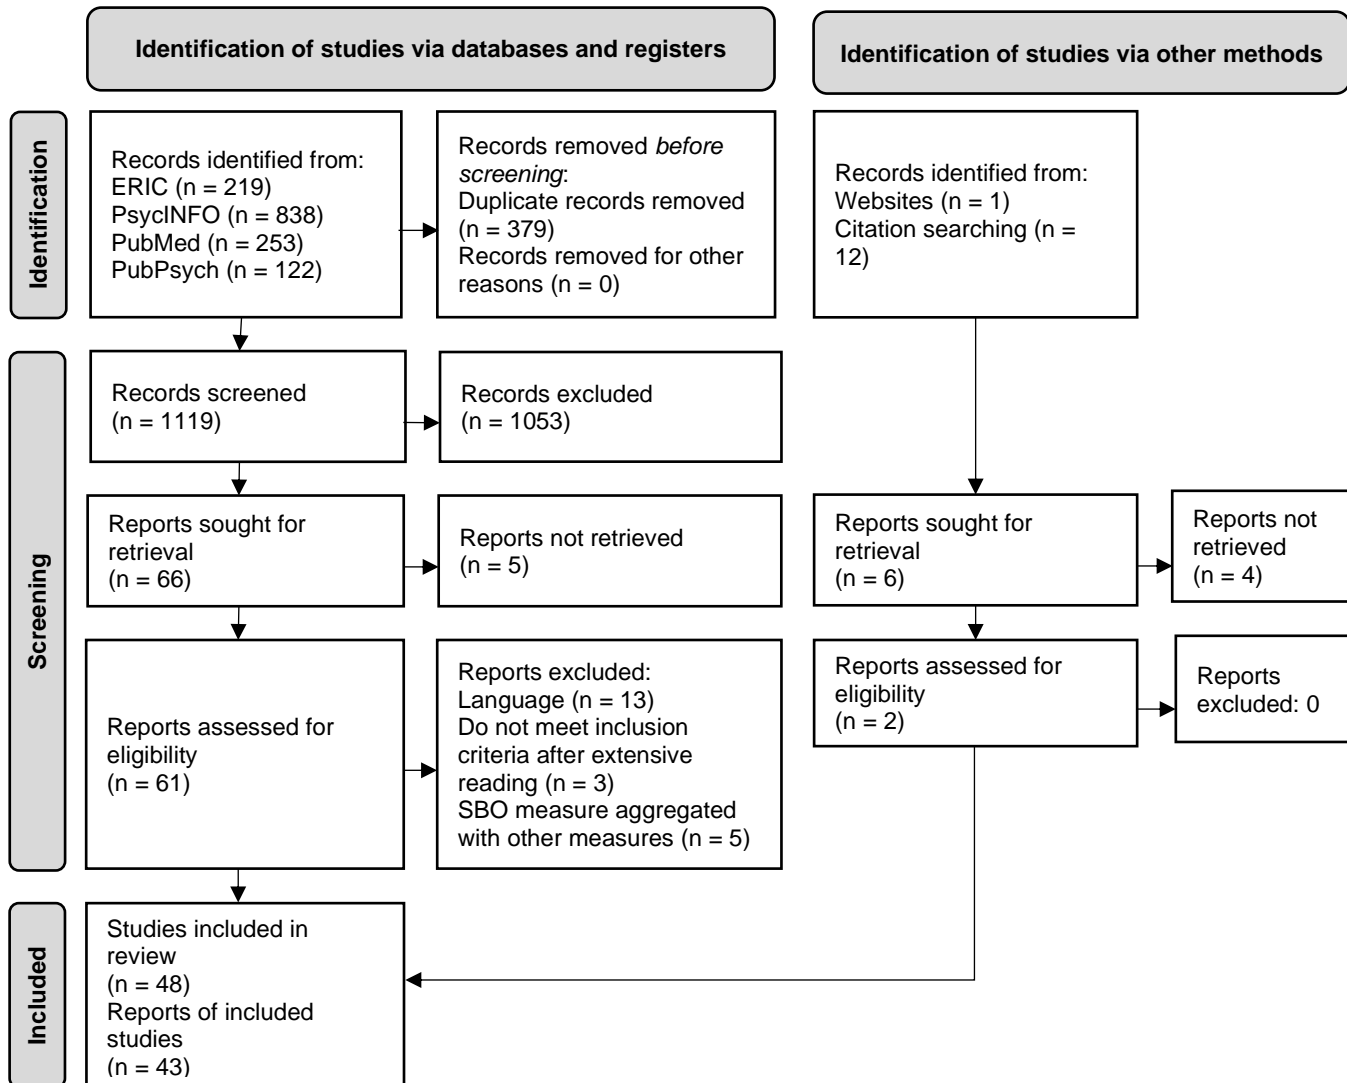 Identification of studies via databases and registers
Identification of studies via other methods
Identification
Records identified from:
ERIC (n = 219)
PsycINFO (n = 838)
PubMed (n = 253)
PubPsych (n = 122)
Records removed before
screening:
Duplicate records removed
(n = 379)
Records removed for other
reasons (n = 0)
Records identified from:
Websites (n = 1)
Citation searching (n =
12)
Screening
Records screened
(n = 1119)
Records excluded
(n = 1053)
Reports sought for
retrieval
(n = 66)
Reports not retrieved
(n = 5)
Reports sought for
retrieval
(n = 6)
Reports not
retrieved
(n = 4)
Reports assessed for
eligibility
(n = 61)
Reports excluded:
Language (n = 13)
Do not meet inclusion
criteria after extensive
reading (n = 3)
SBO measure aggregated
with other measures (n = 5)
Reports assessed for
eligibility
(n = 2)
Reports
excluded: 0
Included
Studies included in
review
(n = 48)
Reports of included
studies
(n = 43)